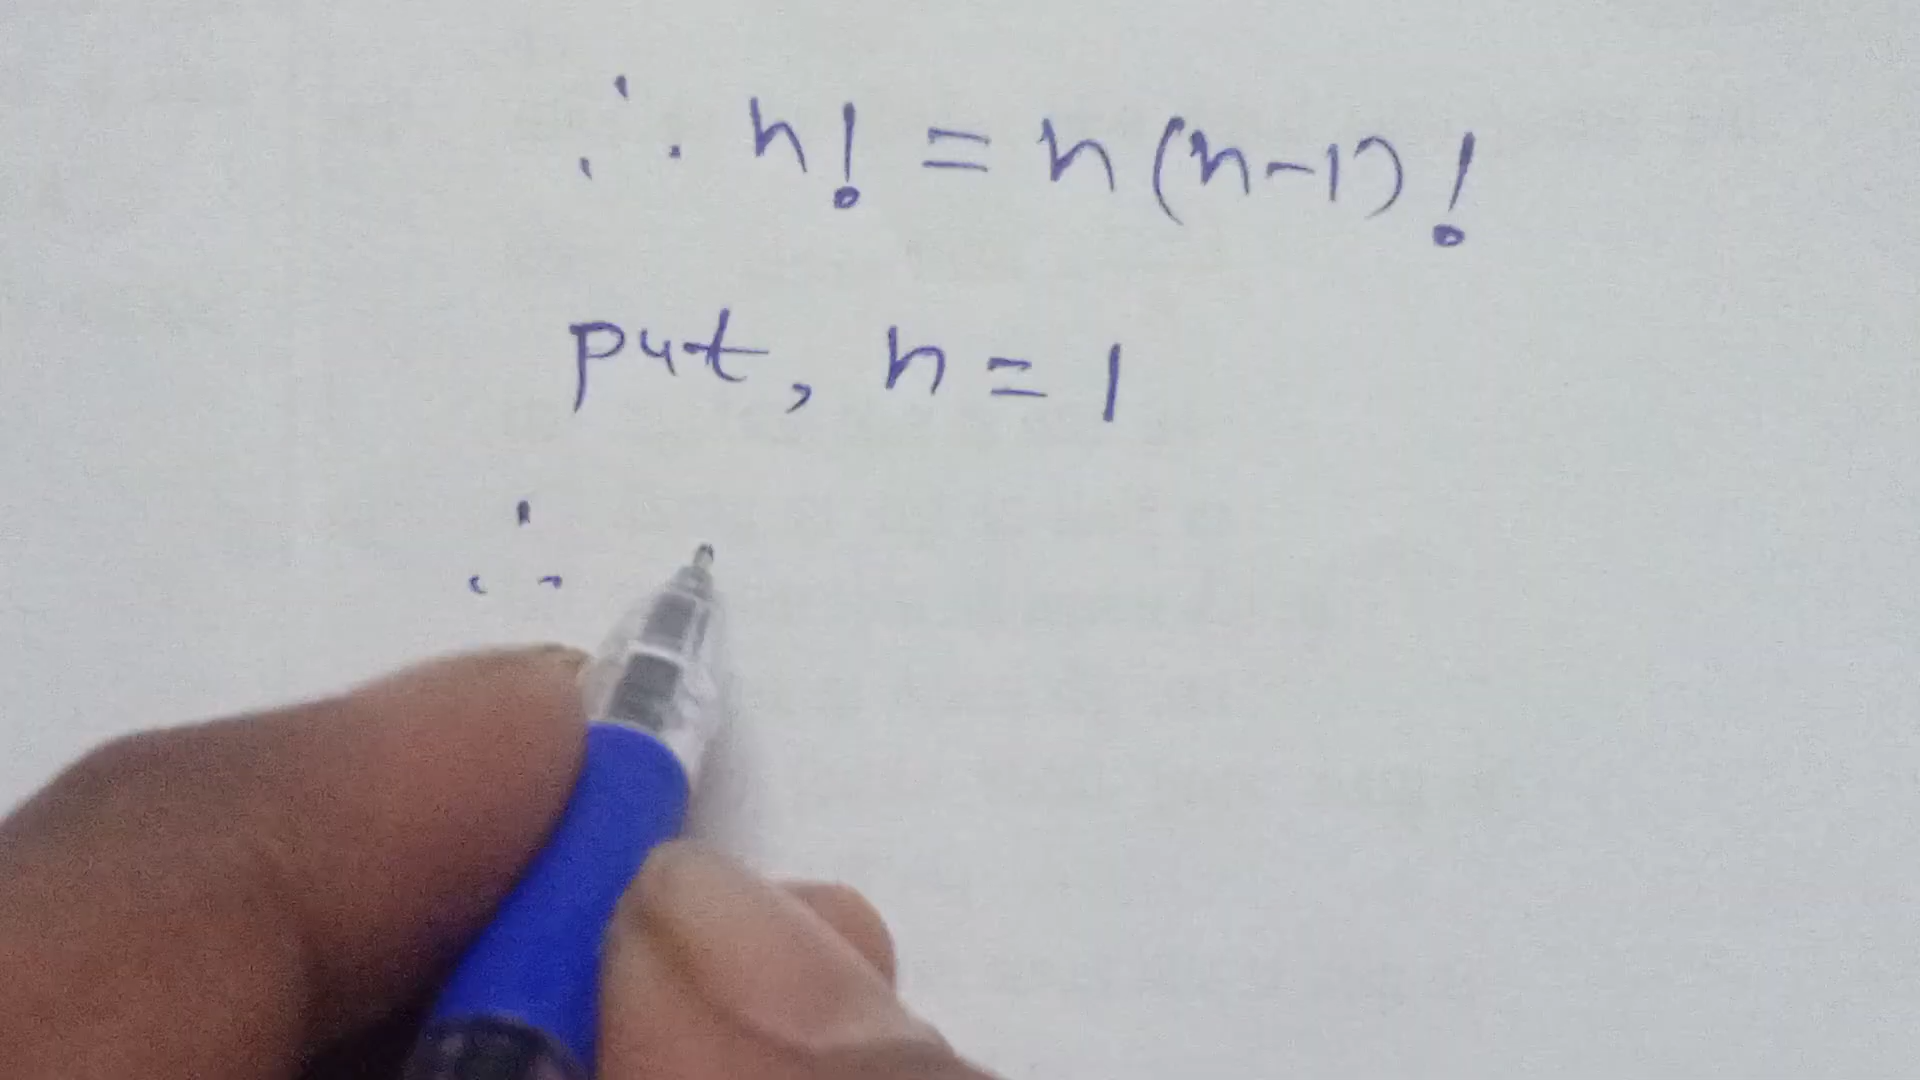 ∴ n! = n(n-1)!
put, n = 1
∴